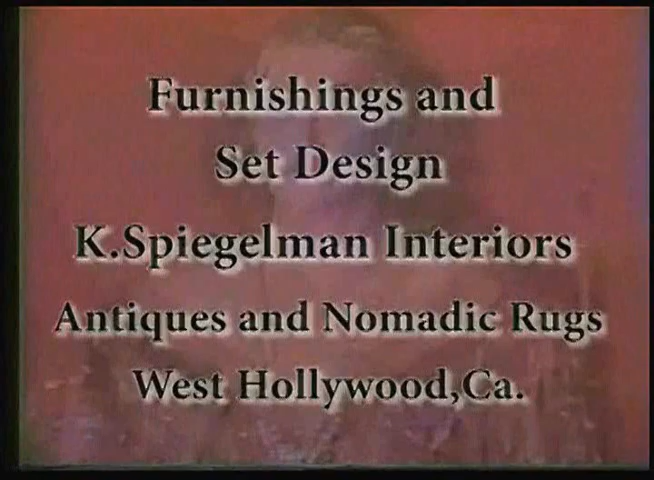 Furnishings and
Set Design
K.Spiegelman Interiors
Antiques and Nomadic Rugs
West Hollywood,Ca.